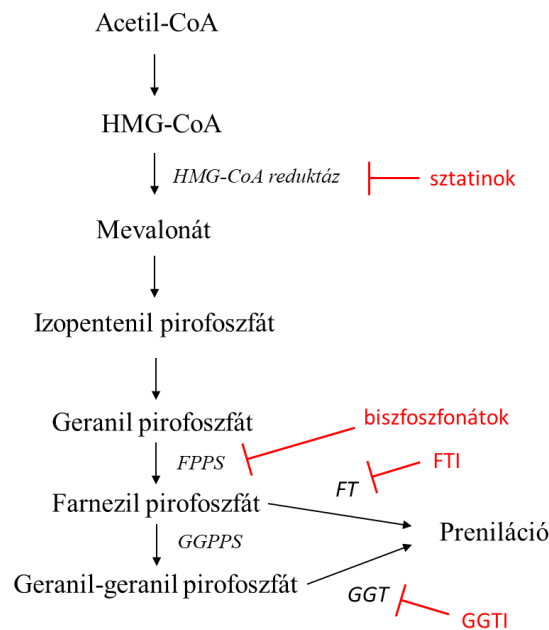 Acetil-CoA
HMG-CoA
HMG-CoA reduktáz
sztatinok
Mevalonát
Izopentenil pirofoszfát
Geranil pirofoszfát
biszfoszfonátok
FPPS
FTI
FT
Farnezil pirofoszfát
Preniláció
GGPPS
Geranil-geranil pirofoszfát
GGT
GGTI